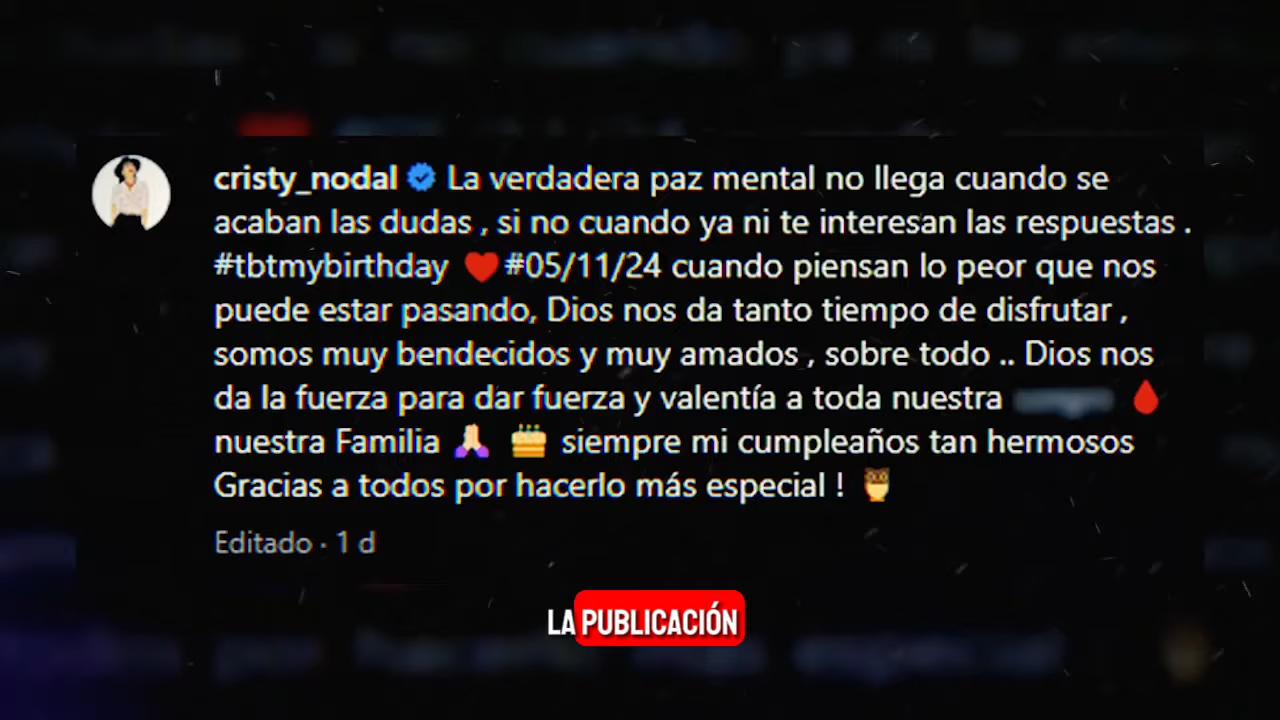 cristy_nodal La verdadera paz mental no llega cuando se
acaban las dudas , si no cuando ya ni te interesan las respuestas .
#tbtmybirthday ❤️#05/11/24 cuando piensan lo peor que nos
puede estar pasando, Dios nos da tanto tiempo de disfrutar ,
somos muy bendecidos y muy amados , sobre todo .. Dios nos
da la fuerza para dar fuerza y valentía a toda nuestra 🩸
nuestra Familia 🙏🏻 🎂 siempre mi cumpleaños tan hermosos
Gracias a todos por hacerlo más especial ! 🦉
Editado · 1 d
LA PUBLICACIÓN